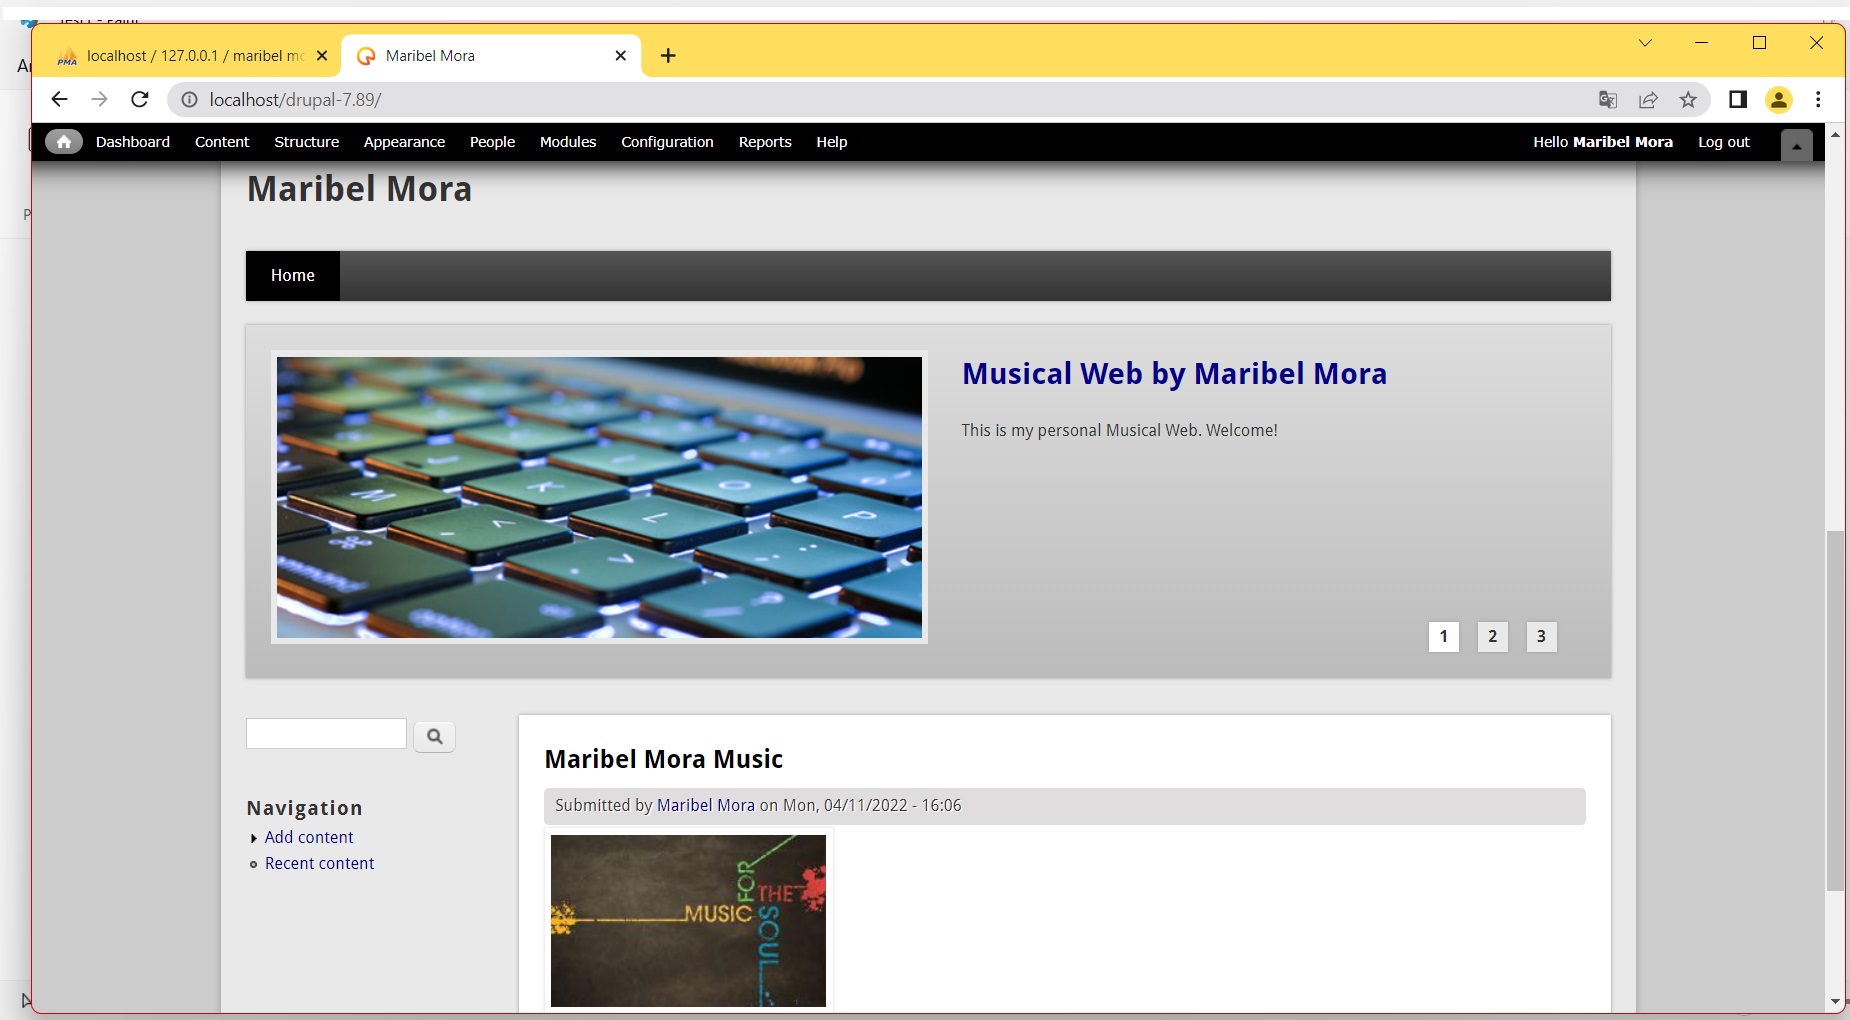 localhost / 127.0.0.1 / maribel mo
Maribel Mora
localhost/drupal-7.89/
Dashboard Content Structure Appearance People Modules Configuration Reports Help Hello Maribel Mora Log out
Maribel Mora
Home
Musical Web by Maribel Mora
This is my personal Musical Web. Welcome!
M K O P
L
1 2 3
Maribel Mora Music
Submitted by Maribel Mora on Mon, 04/11/2022 - 16:06
Navigation
Add content
Recent content
MUSIC FOR THE SOUL